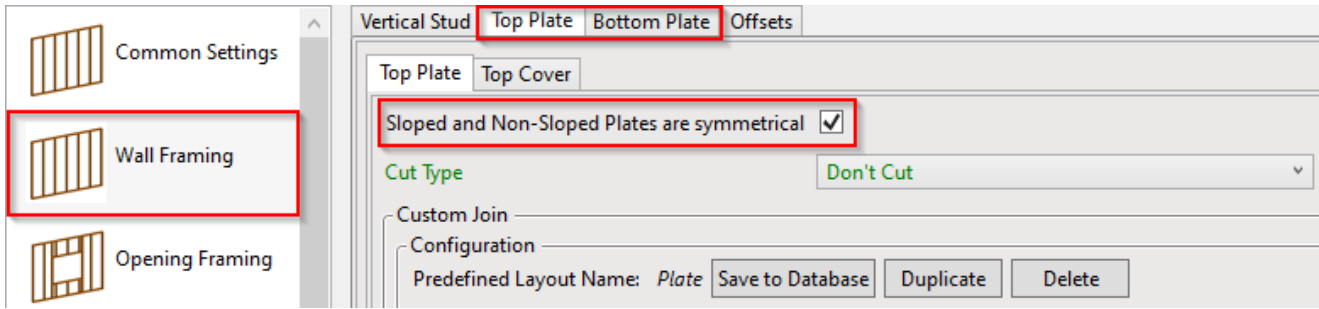 Common Settings
Wall Framing
Opening Framing
Vertical Stud Top Plate Bottom Plate Offsets
Top Plate Top Cover
Sloped and Non-Sloped Plates are symmetrical
Cut Type Don't Cut
Custom Join
Configuration
Predefined Layout Name: Plate Save to Database Duplicate Delete